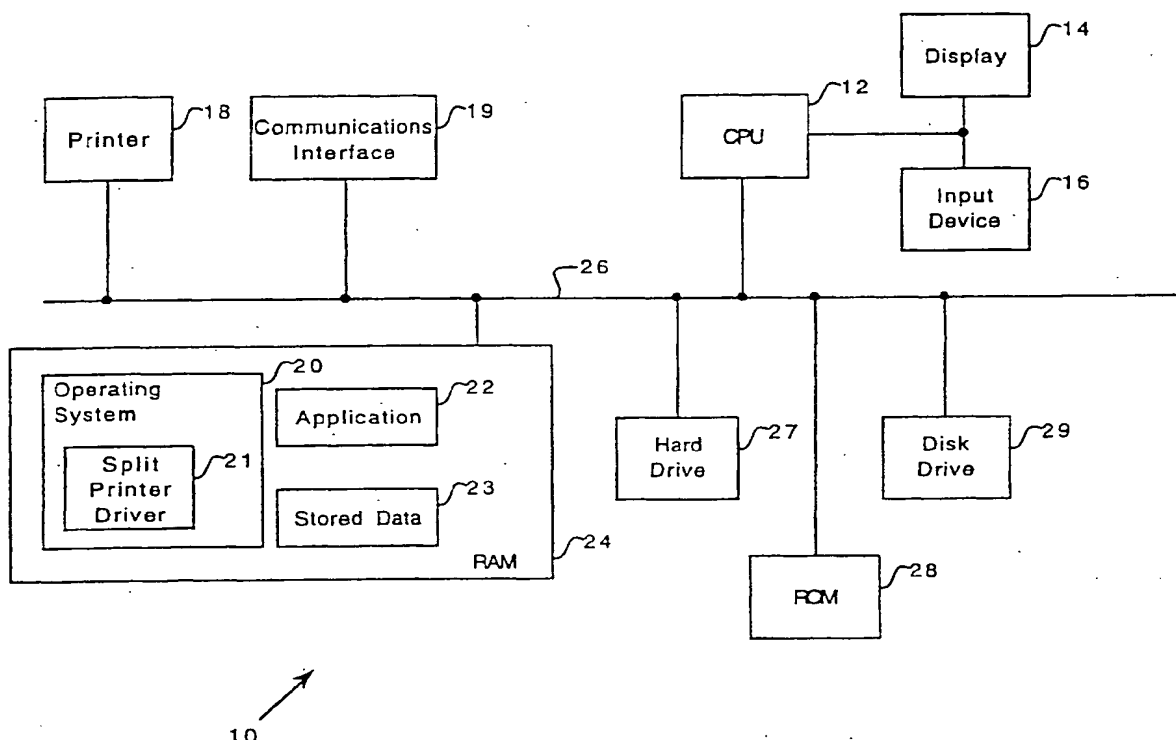 14
Display
12
18
19
Printer
Communications
Interface
CPU
16
Input
Device
26
20
Operating
System
22
Application
21
Split
Printer
Driver
23
Stored Data
24
RAM
27
Hard
Drive
29
Disk
Drive
28
ROM
10